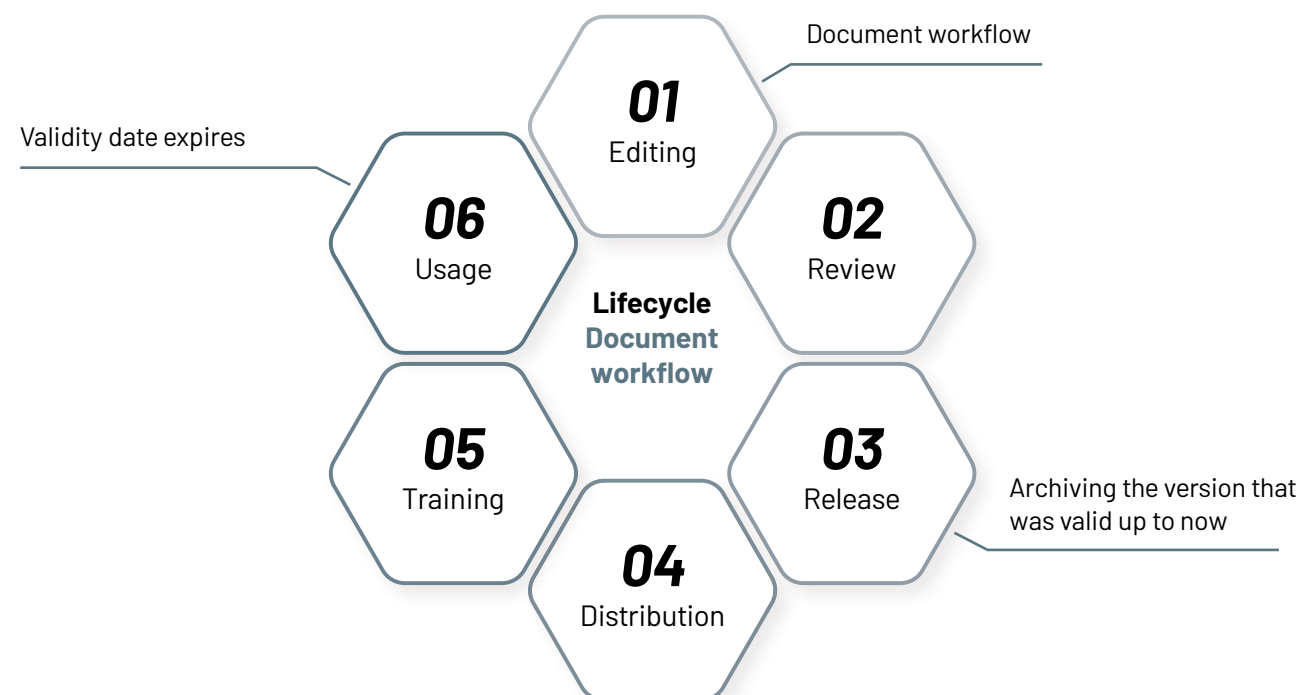 Document workflow
01
Editing
Validity date expires
06
Usage
02
Review
Lifecycle
Document
workflow
05
Training
03
Release
Archiving the version that
was valid up to now
04
Distribution